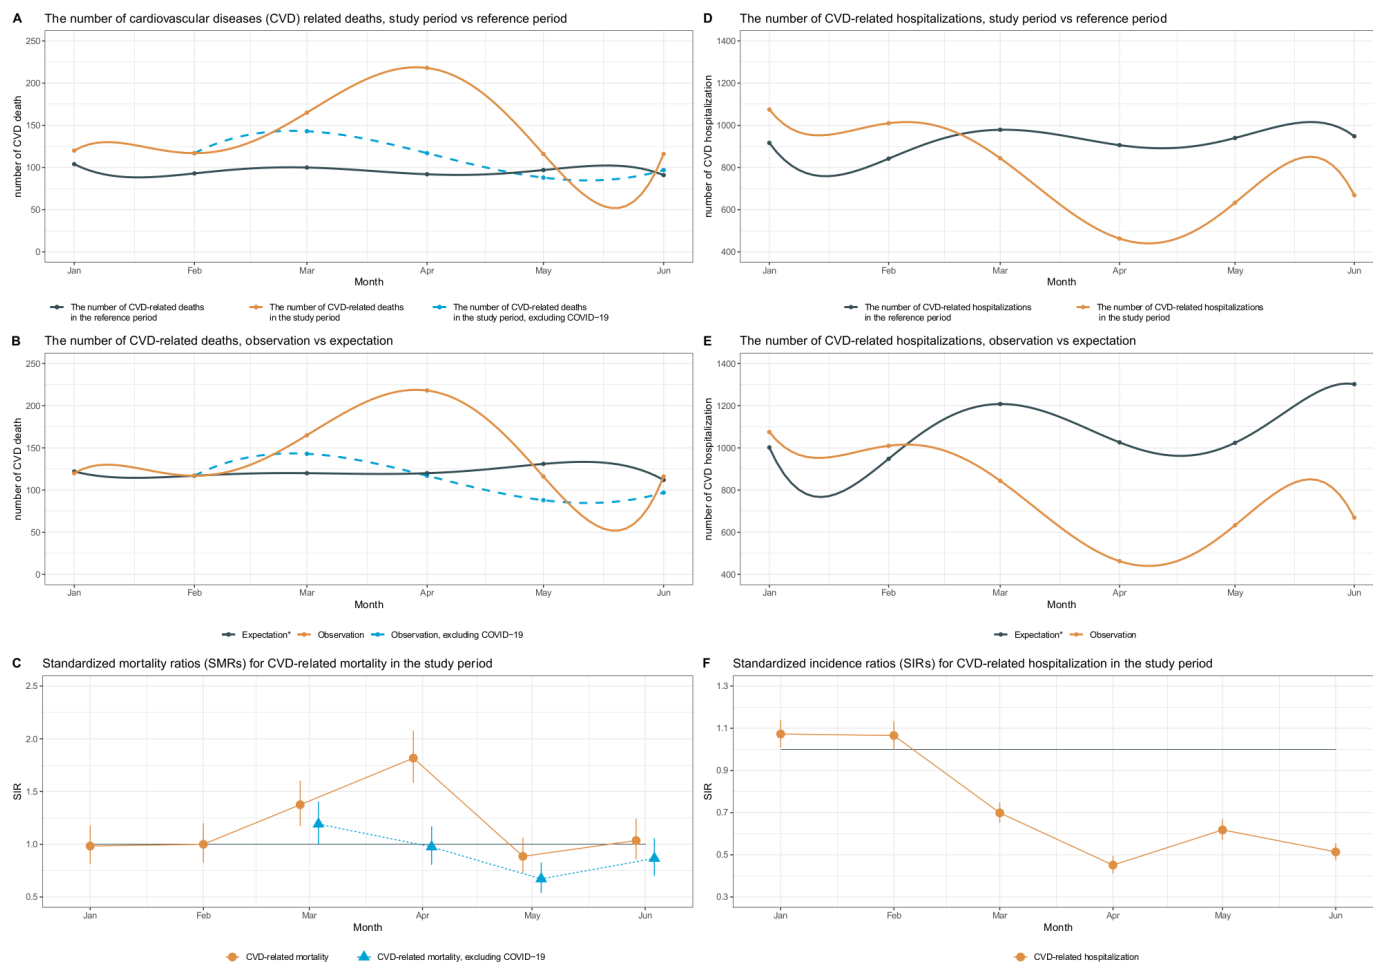 A The number of cardiovascular diseases (CVD) related deaths, study period vs reference period
number of CVD death
250
200
150
100
50
0
Jan Feb Mar Apr May Jun
Month
The number of CVD-related deaths
in the reference period
The number of CVD-related deaths
in the study period
The number of CVD-related deaths
in the study period, excluding COVID−19
D The number of CVD-related hospitalizations, study period vs reference period
number of CVD hospitalization
1400
1200
1000
800
600
400
Jan Feb Mar Apr May Jun
Month
The number of CVD-related hospitalizations
in the reference period
The number of CVD-related hospitalizations
in the study period
B The number of CVD-related deaths, observation vs expectation
number of CVD death
250
200
150
100
50
0
Jan Feb Mar Apr May Jun
Month
Expectation* Observation Observation, excluding COVID−19
E The number of CVD-related hospitalizations, observation vs expectation
number of CVD hospitalization
1400
1200
1000
800
600
400
Jan Feb Mar Apr May Jun
Month
Expectation* Observation
C Standardized mortality ratios (SMRs) for CVD-related mortality in the study period
SIR
2.5
2.0
1.5
1.0
0.5
Jan Feb Mar Apr May Jun
Month
CVD-related mortality CVD-related mortality, excluding COVID−19
F Standardized incidence ratios (SIRs) for CVD-related hospitalization in the study period
SIR
1.3
1.1
0.9
0.7
0.5
0.3
Jan Feb Mar Apr May Jun
Month
CVD-related hospitalization